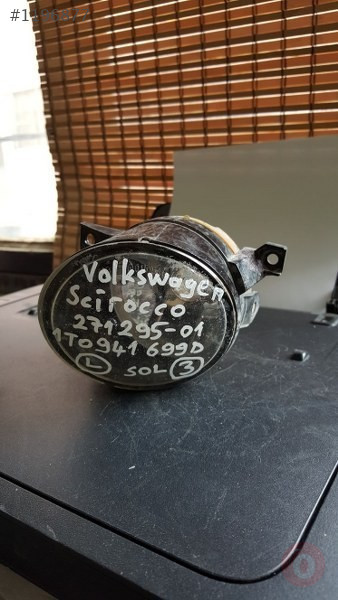 Volkswagen
Scirocco
271295-01
1T0941699D
L SOL 3